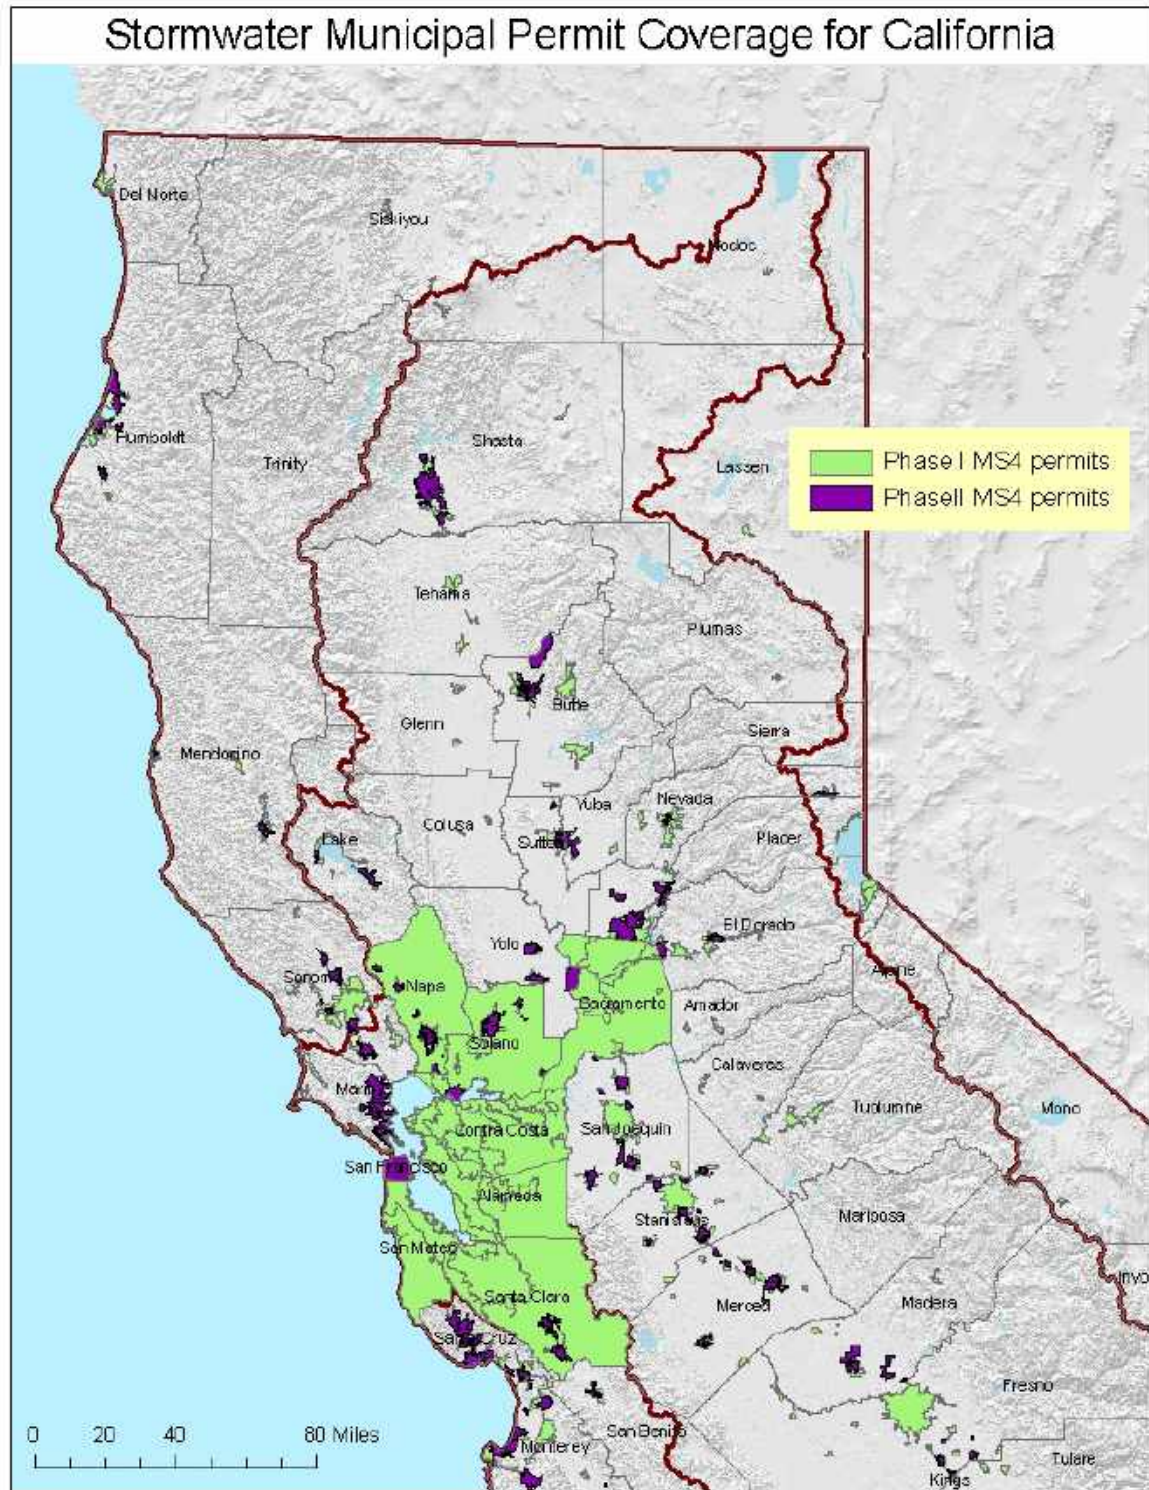 Stormwater Municipal Permit Coverage for California
Del Norte
Siskiyou
Modoc
Humboldt
Trinity
Shasta
Lassen
Phase I MS4 permits
PhaseII MS4 permits
Tehama
Plumas
Butte
Glenn
Sierra
Mendocino
Nevada
Yuba
Colusa
Placer
Lake
Sutter
El Dorado
Yolo
Sonoma
Napa
Alpine
Sacramento
Amador
Solano
Calaveras
Marin
Tuolumne
Mono
Contra Costa
San Joaquin
San Francisco
Alameda
Stanislaus
Mariposa
San Mateo
Inyo
Santa Clara
Merced
Madera
Santa Cruz
Fresno
San Benito
Monterey
Tulare
Kings
0 20 40 80 Miles